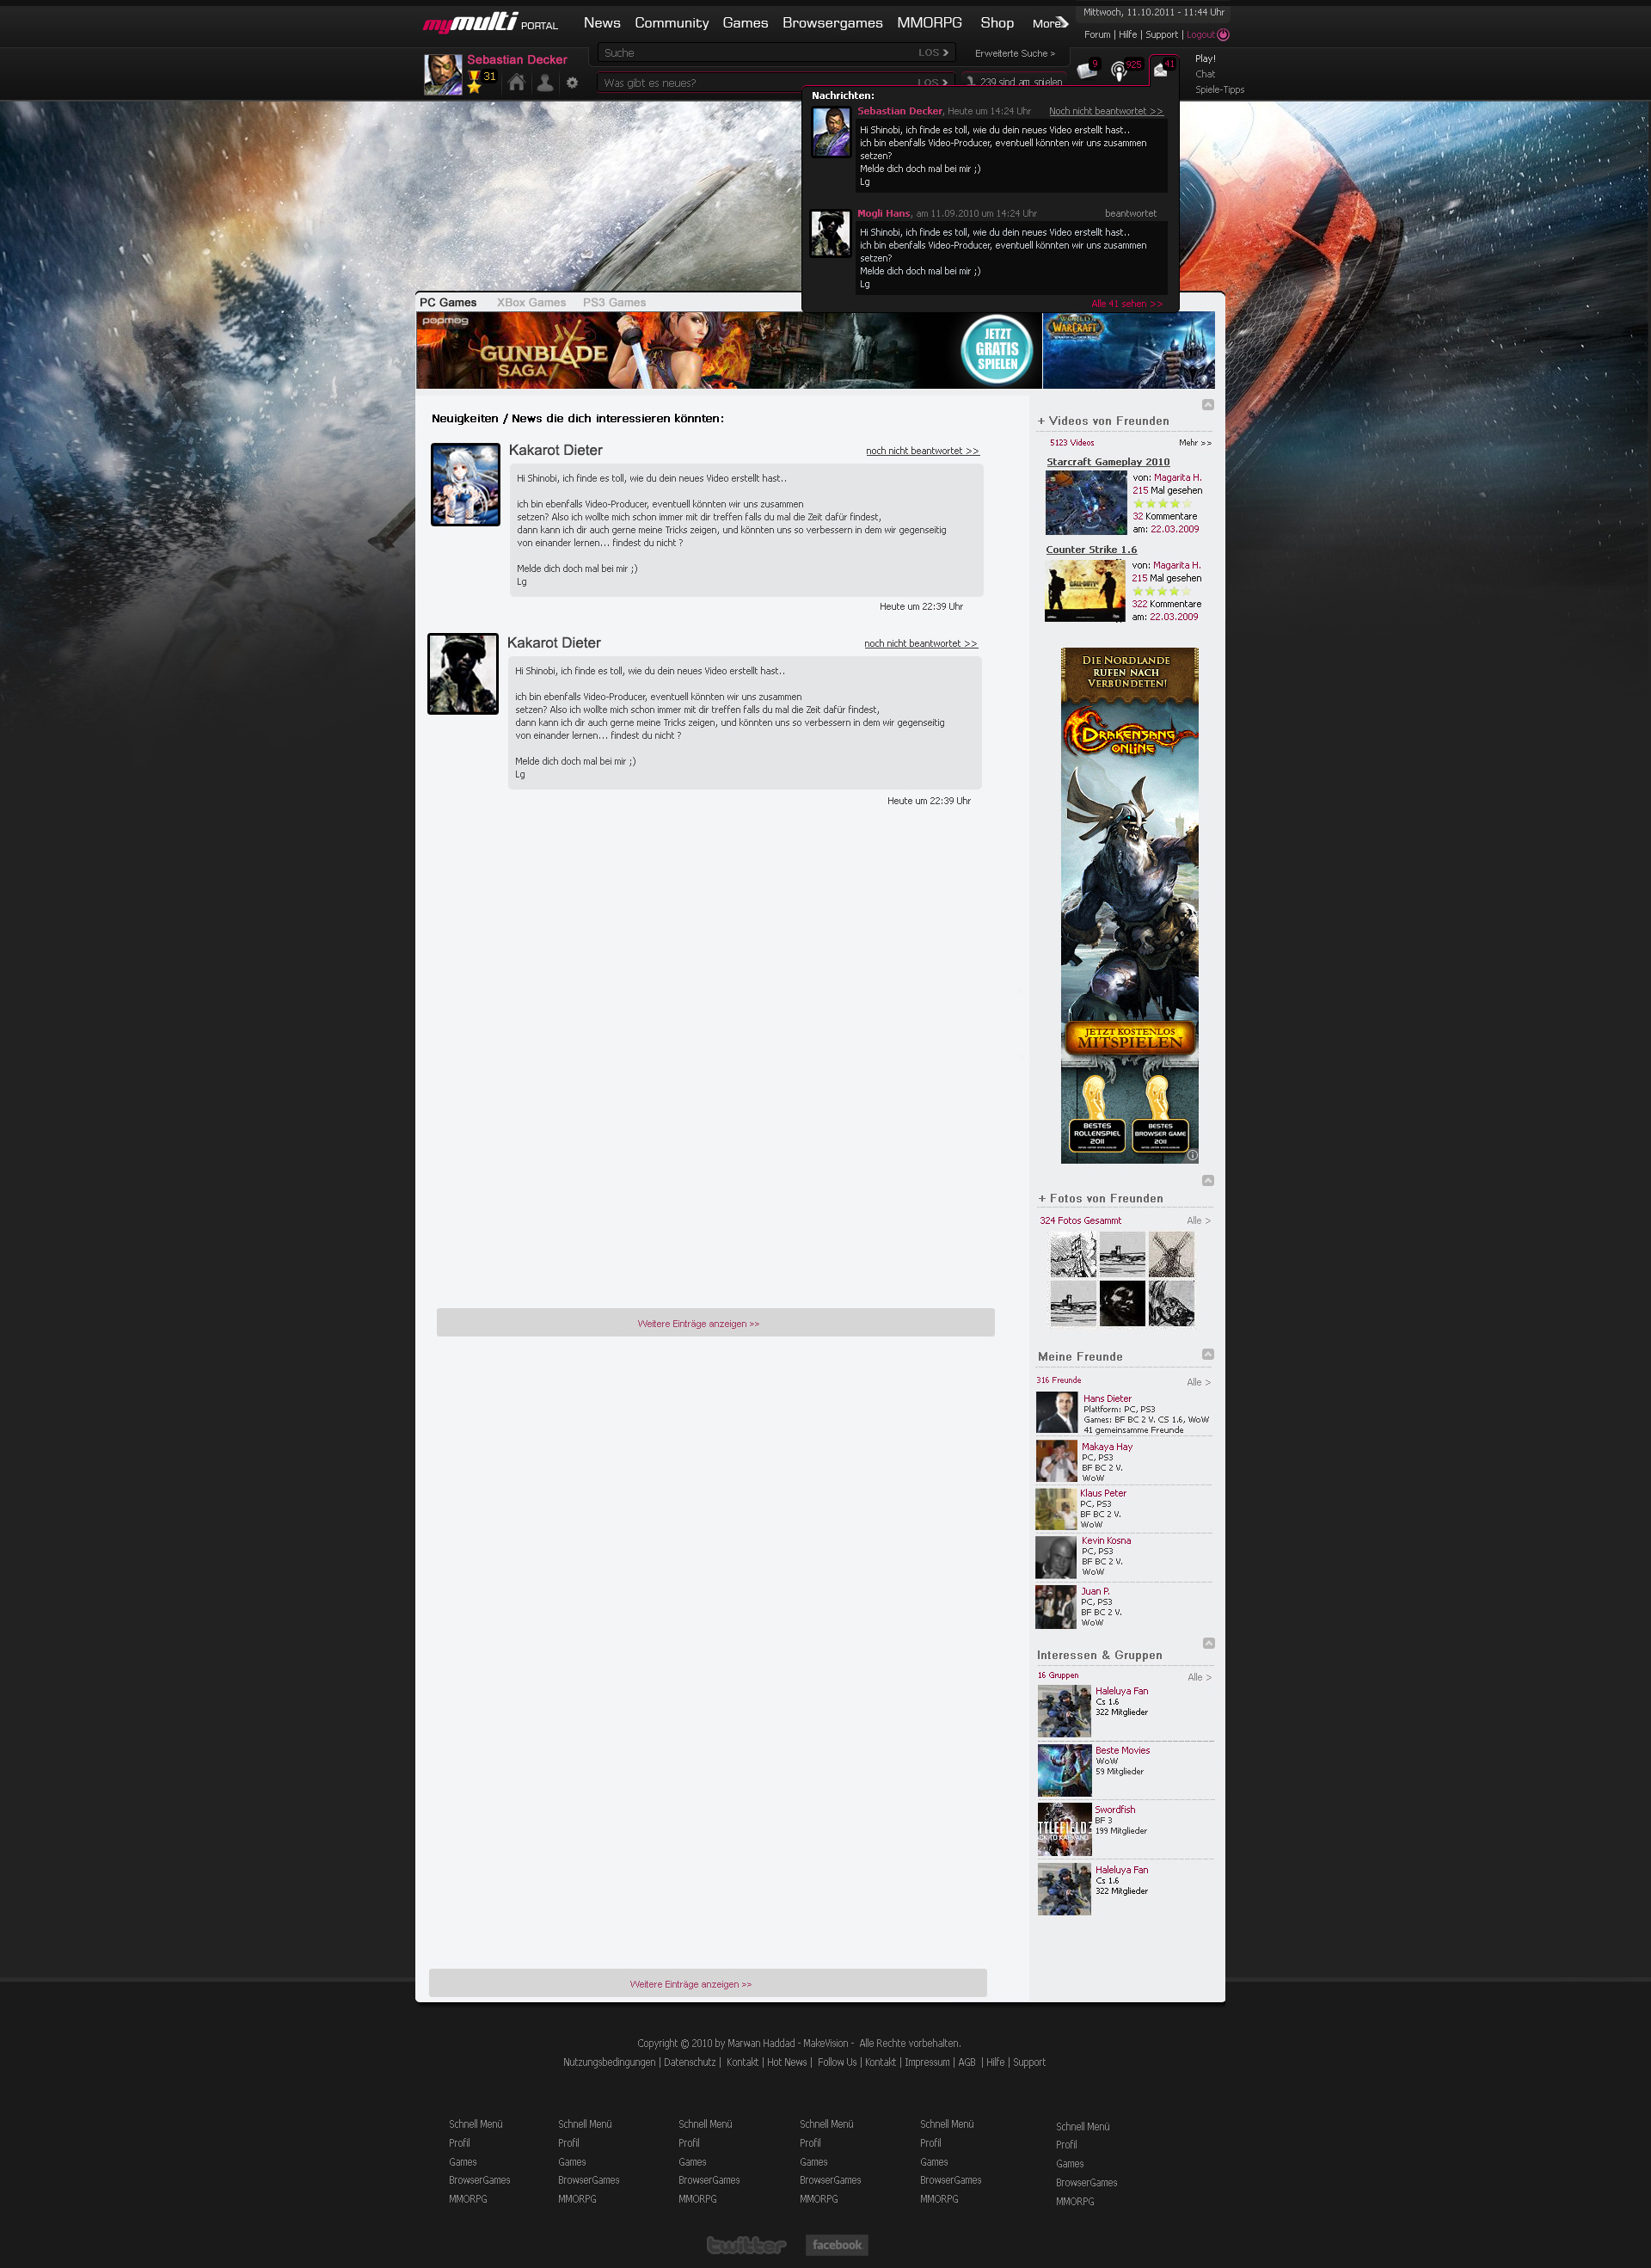 mymulti PORTAL
News Community Games Browsergames MMORPG Shop More
Mittwoch, 11.10.2011 - 11:44 Uhr
Forum | Hilfe | Support | Logout
Suche LOS
Erweiterte Suche >
Sebastian Decker
31
Was gibt es neues? LOS
239 sind am spielen
9
925
41
Play!
Chat
Spiele-Tipps
Nachrichten:
Sebastian Decker, Heute um 14:24 Uhr Noch nicht beantwortet >>
Hi Shinobi, ich finde es toll, wie du dein neues Video erstellt hast..
ich bin ebenfalls Video-Producer, eventuell könnten wir uns zusammen
setzen?
Melde dich doch mal bei mir ;)
Lg
Mogli Hans, am 11.09.2010 um 14:24 Uhr beantwortet
Hi Shinobi, ich finde es toll, wie du dein neues Video erstellt hast..
ich bin ebenfalls Video-Producer, eventuell könnten wir uns zusammen
setzen?
Melde dich doch mal bei mir ;)
Lg
Alle 41 sehen >>
PC Games XBox Games PS3 Games
popmog
GUNBLADE
SAGA
JETZT
GRATIS
SPIELEN
WORLD
WARCRAFT
Neuigkeiten / News die dich interessieren könnten:
Kakarot Dieter noch nicht beantwortet >>
Hi Shinobi, ich finde es toll, wie du dein neues Video erstellt hast..
ich bin ebenfalls Video-Producer, eventuell könnten wir uns zusammen
setzen? Also ich wollte mich schon immer mit dir treffen falls du mal die Zeit dafür findest,
dann kann ich dir auch gerne meine Tricks zeigen, und könnten uns so verbessern in dem wir gegenseitig
von einander lernen... findest du nicht ?
Melde dich doch mal bei mir ;)
Lg
Heute um 22:39 Uhr
Kakarot Dieter noch nicht beantwortet >>
Hi Shinobi, ich finde es toll, wie du dein neues Video erstellt hast..
ich bin ebenfalls Video-Producer, eventuell könnten wir uns zusammen
setzen? Also ich wollte mich schon immer mit dir treffen falls du mal die Zeit dafür findest,
dann kann ich dir auch gerne meine Tricks zeigen, und könnten uns so verbessern in dem wir gegenseitig
von einander lernen... findest du nicht ?
Melde dich doch mal bei mir ;)
Lg
Heute um 22:39 Uhr
Weitere Einträge anzeigen >>
Weitere Einträge anzeigen >>
+ Videos von Freunden
5123 Videos Mehr >>
Starcraft Gameplay 2010
von: Magarita H.
215 Mal gesehen
32 Kommentare
am: 22.03.2009
Counter Strike 1.6
CALL OF DUTY
von: Magarita H.
215 Mal gesehen
322 Kommentare
am: 22.03.2009
DIE NORDLANDE
RUFEN NACH
VERBÜNDETEN!
DRAKENSANG
ONLINE
JETZT KOSTENLOS
MITSPIELEN
BESTES
ROLLENSPIEL
2011
BESTES
BROWSER GAME
2011
+ Fotos von Freunden
324 Fotos Gesammt Alle >
Meine Freunde
316 Freunde Alle >
Hans Dieter
Plattform: PC, PS3
Games: BF BC 2 V. CS 1.6, WoW
41 gemeinsame Freunde
Makaya Hay
PC, PS3
BF BC 2 V.
WoW
Klaus Peter
PC, PS3
BF BC 2 V.
WoW
Kevin Kosna
PC, PS3
BF BC 2 V.
WoW
Juan P.
PC, PS3
BF BC 2 V.
WoW
Interessen & Gruppen
16 Gruppen Alle >
Haleluya Fan
Cs 1.6
322 Mitglieder
Beste Movies
WoW
59 Mitglieder
Swordfish
BF 3
199 Mitglieder
Haleluya Fan
Cs 1.6
322 Mitglieder
Copyright © 2010 by Marwan Haddad - MakeVision - Alle Rechte vorbehalten.
Nutzungsbedingungen | Datenschutz | Kontakt | Hot News | Follow Us | Kontakt | Impressum | AGB | Hilfe | Support
Schnell Menü Schnell Menü Schnell Menü Schnell Menü Schnell Menü Schnell Menü
Profil Profil Profil Profil Profil Profil
Games Games Games Games Games Games
BrowserGames BrowserGames BrowserGames BrowserGames BrowserGames BrowserGames
MMORPG MMORPG MMORPG MMORPG MMORPG MMORPG
twitter facebook